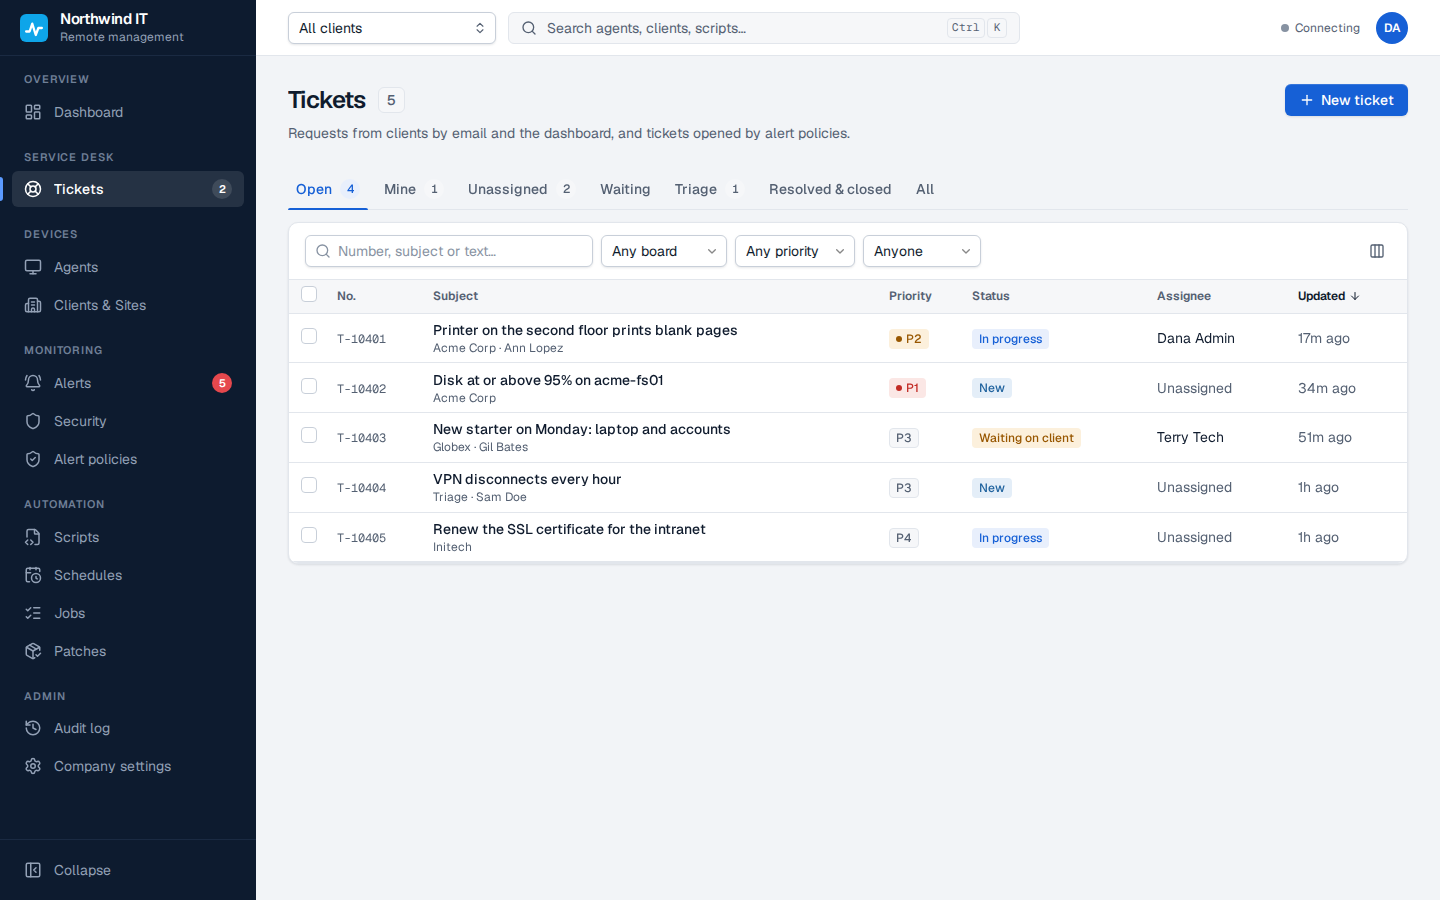 Northwind IT
Remote management
All clients
Search agents, clients, scripts...
Ctrl K
Connecting
DA
OVERVIEW
Dashboard
SERVICE DESK
Tickets 2
DEVICES
Agents
Clients & Sites
MONITORING
Alerts 5
Security
Alert policies
AUTOMATION
Scripts
Schedules
Jobs
Patches
ADMIN
Audit log
Company settings
Collapse
Tickets 5
New ticket
Requests from clients by email and the dashboard, and tickets opened by alert policies.
Open 4 Mine 1 Unassigned 2 Waiting Triage 1 Resolved & closed All
Number, subject or text... Any board Any priority Anyone
No. Subject Priority Status Assignee Updated
T-10401 Printer on the second floor prints blank pages P2 In progress Dana Admin 17m ago
Acme Corp · Ann Lopez
T-10402 Disk at or above 95% on acme-fs01 P1 New Unassigned 34m ago
Acme Corp
T-10403 New starter on Monday: laptop and accounts P3 Waiting on client Terry Tech 51m ago
Globex · Gil Bates
T-10404 VPN disconnects every hour P3 New Unassigned 1h ago
Triage · Sam Doe
T-10405 Renew the SSL certificate for the intranet P4 In progress Unassigned 1h ago
Initech